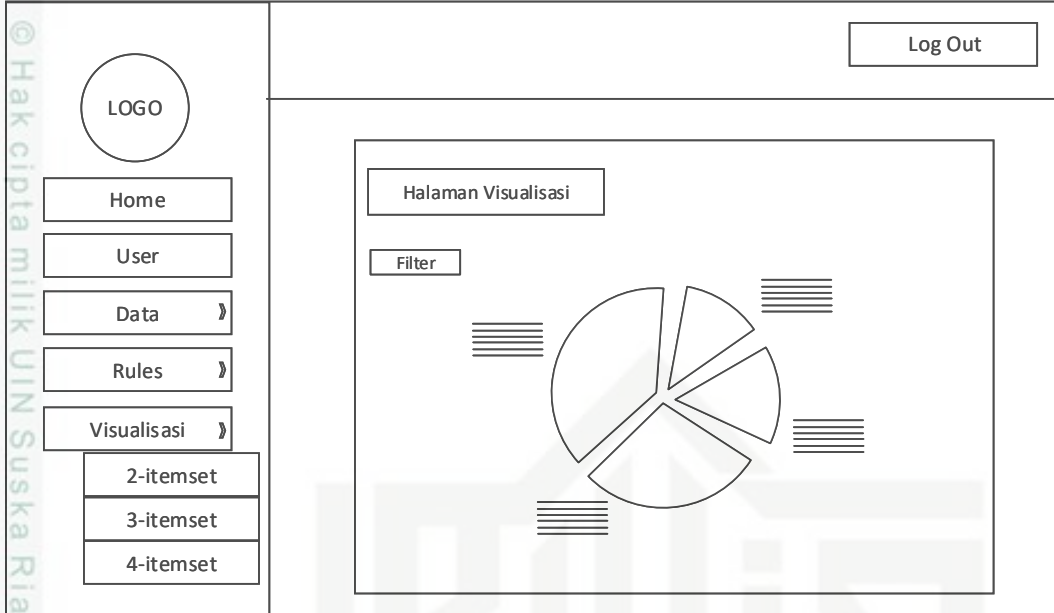 © Hak cipta milik UIN Suska Ria
LOGO
Home
User
Data
Rules
Visualisasi
2-itemset
3-itemset
4-itemset
Log Out
Halaman Visualisasi
Filter